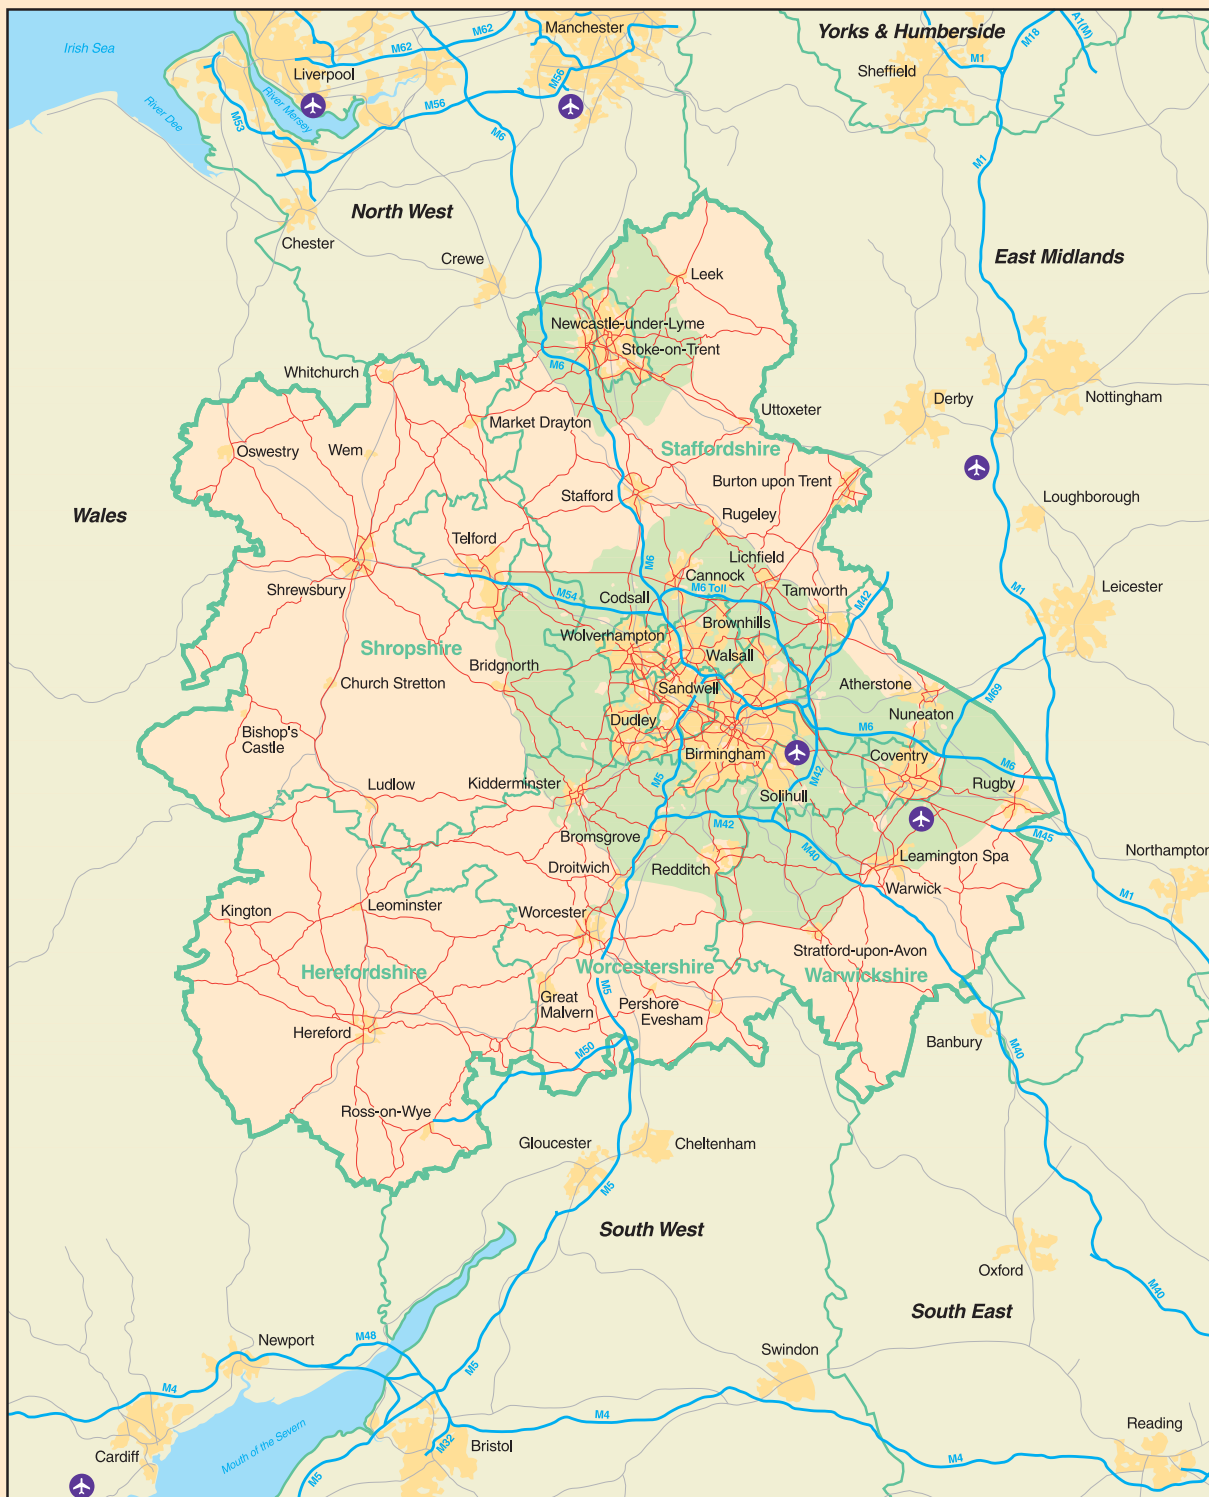 Irish Sea
M62
M62
Manchester
Yorks & Humberside
M1
M18
A1(M)
Sheffield
Liverpool
River Mersey
River Dee
M53
M56
M56
M6
M1
North West
Chester
Crewe
East Midlands
Leek
Newcastle-under-Lyme
Stoke-on-Trent
M6
Whitchurch
Derby
Nottingham
Uttoxeter
Market Drayton
Oswestry
Wem
Staffordshire
Burton upon Trent
Stafford
Loughborough
Wales
Rugeley
Telford
Lichfield
M6
Cannock
M6 Toll
Tamworth
M42
M1
Leicester
Shrewsbury
M54
Codsall
Brownhills
Wolverhampton
Shropshire
Walsall
Bridgnorth
Church Stretton
Sandwell
Atherstone
M69
Nuneaton
Dudley
M6
Bishop's
Castle
Birmingham
Coventry
M6
Kidderminster
Ludlow
M5
M42
Solihull
Rugby
M42
M45
Bromsgrove
M40
Leamington Spa
Northampton
Droitwich
Redditch
Warwick
M1
Kington
Leominster
Worcester
Stratford-upon-Avon
Herefordshire
Worcestershire
Warwickshire
M5
Great
Malvern
Pershore
Evesham
Hereford
Banbury
M50
M40
Ross-on-Wye
Gloucester
Cheltenham
M5
South West
Oxford
M40
South East
Newport
M48
Swindon
M5
M4
M4
Reading
Mouth of the Severn
M32
Bristol
Cardiff
M4
M5